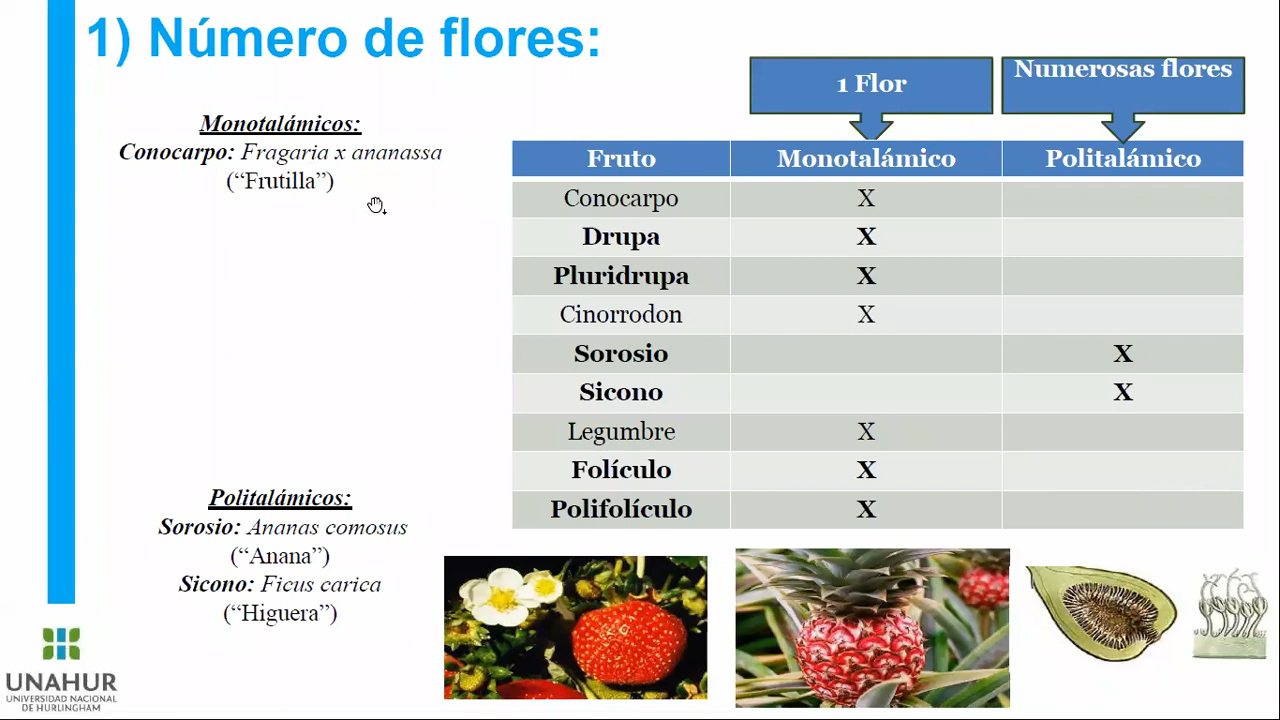 1) Número de flores:
Monotalámicos:
Conocarpo: Fragaria x ananassa
(“Frutilla”)
1 Flor
Numerosas flores
Fruto Monotalámico Politalámico
Conocarpo X
Drupa X
Pluridrupa X
Cinorrodon X
Sorosio X
Sicono X
Legumbre X
Folículo X
Polifolículo X
Politalámicos:
Sorosio: Ananas comosus
(“Anana”)
Sicono: Ficus carica
(“Higuera”)
UNAHUR
UNIVERSIDAD NACIONAL
DE HURLINGHAM